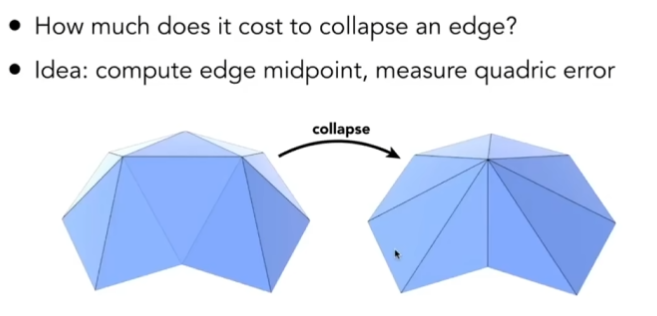 • How much does it cost to collapse an edge?
• Idea: compute edge midpoint, measure quadric error
collapse